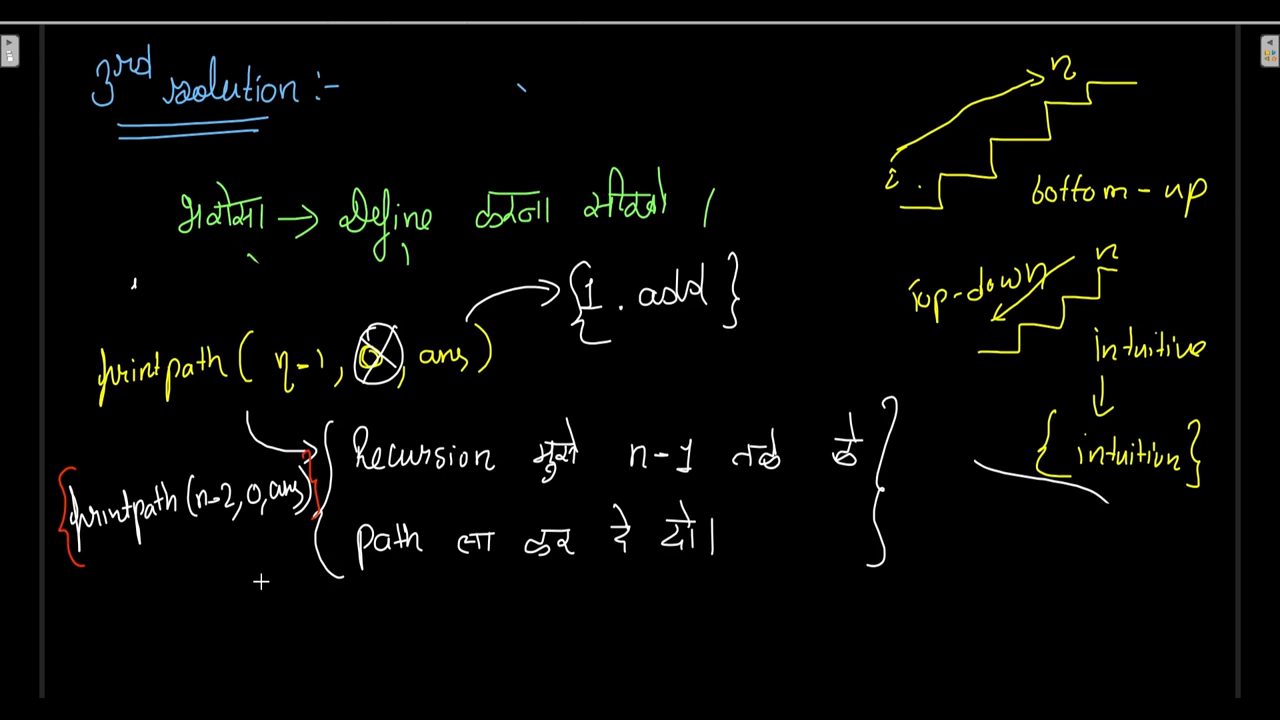 3rd solution :-
भरोसा → Define करना सीखो ।
{1. add}
printpath( n-1, 0, ans)
{ Recursion मुझे n-1 तक के
path ला कर दे दो। }
{printpath(n-2, 0, ans)}
n
i
bottom-up
n
Top-down
intuitive
↓
{ intuition }